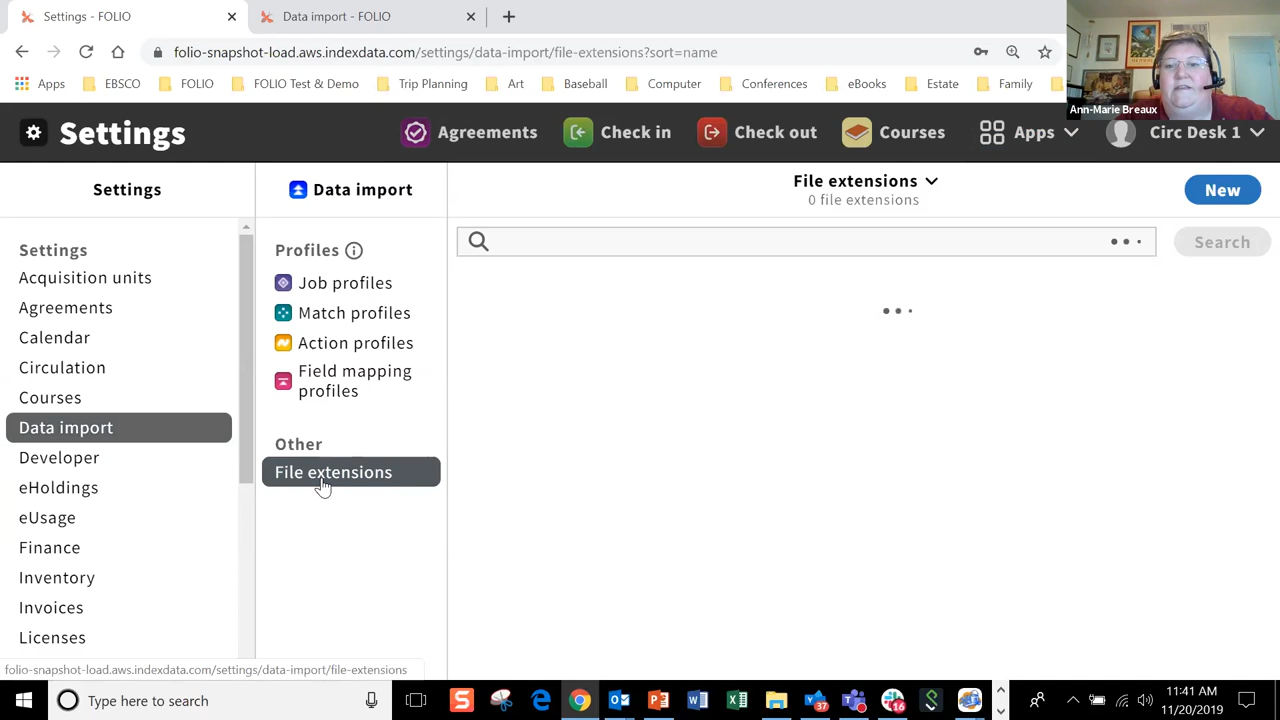 Settings - FOLIO
Data import - FOLIO
folio-snapshot-load.aws.indexdata.com/settings/data-import/file-extensions?sort=name
Apps
EBSCO
FOLIO
FOLIO Test & Demo
Trip Planning
Art
Baseball
Computer
Conferences
eBooks
Estate
Family
Ann-Marie Breaux
Settings
Agreements
Check in
Check out
Courses
Apps
Circ Desk 1
Settings
Data import
File extensions
0 file extensions
New
Settings
Acquisition units
Agreements
Calendar
Circulation
Courses
Data import
Developer
eHoldings
eUsage
Finance
Inventory
Invoices
Licenses
Profiles
Job profiles
Match profiles
Action profiles
Field mapping
profiles
Other
File extensions
Search
folio-snapshot-load.aws.indexdata.com/settings/data-import/file-extensions
Type here to search
37
16
11:41 AM
11/20/2019